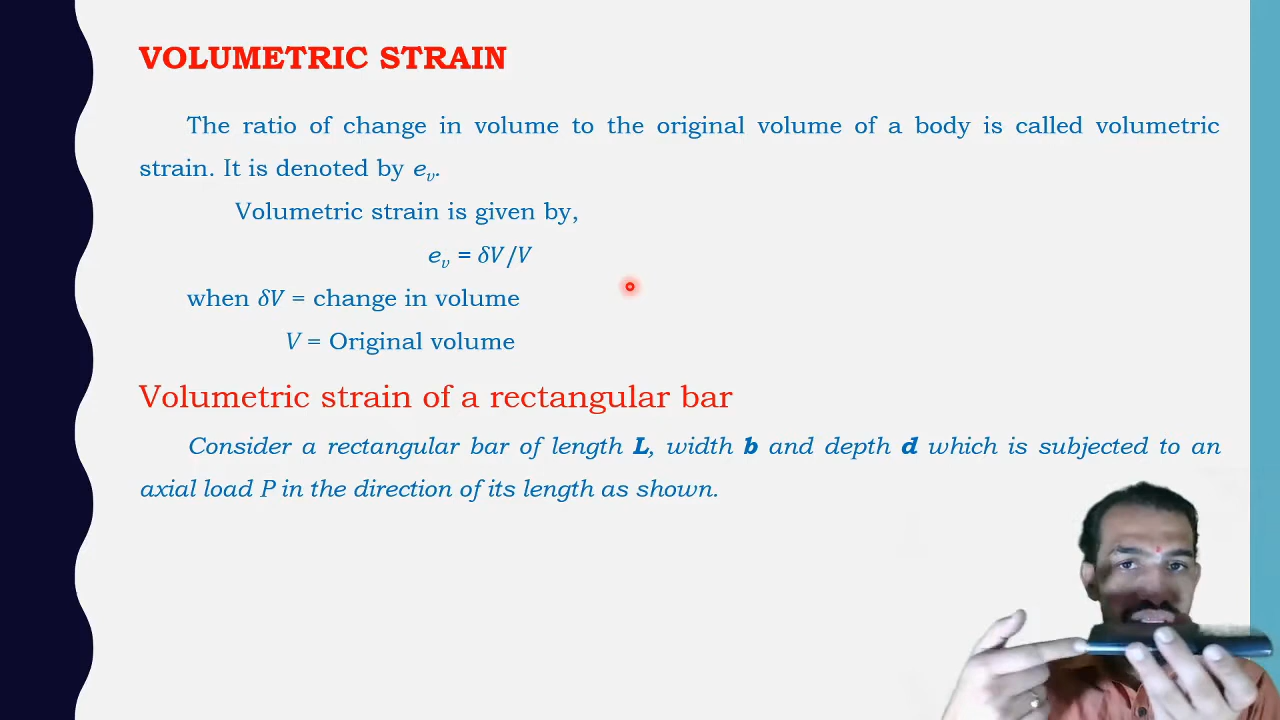 VOLUMETRIC STRAIN
The ratio of change in volume to the original volume of a body is called volumetric
strain. It is denoted by eᵥ.
Volumetric strain is given by,
eᵥ = δV/V
when δV = change in volume
V = Original volume
Volumetric strain of a rectangular bar
Consider a rectangular bar of length L, width b and depth d which is subjected to an
axial load P in the direction of its length as shown.